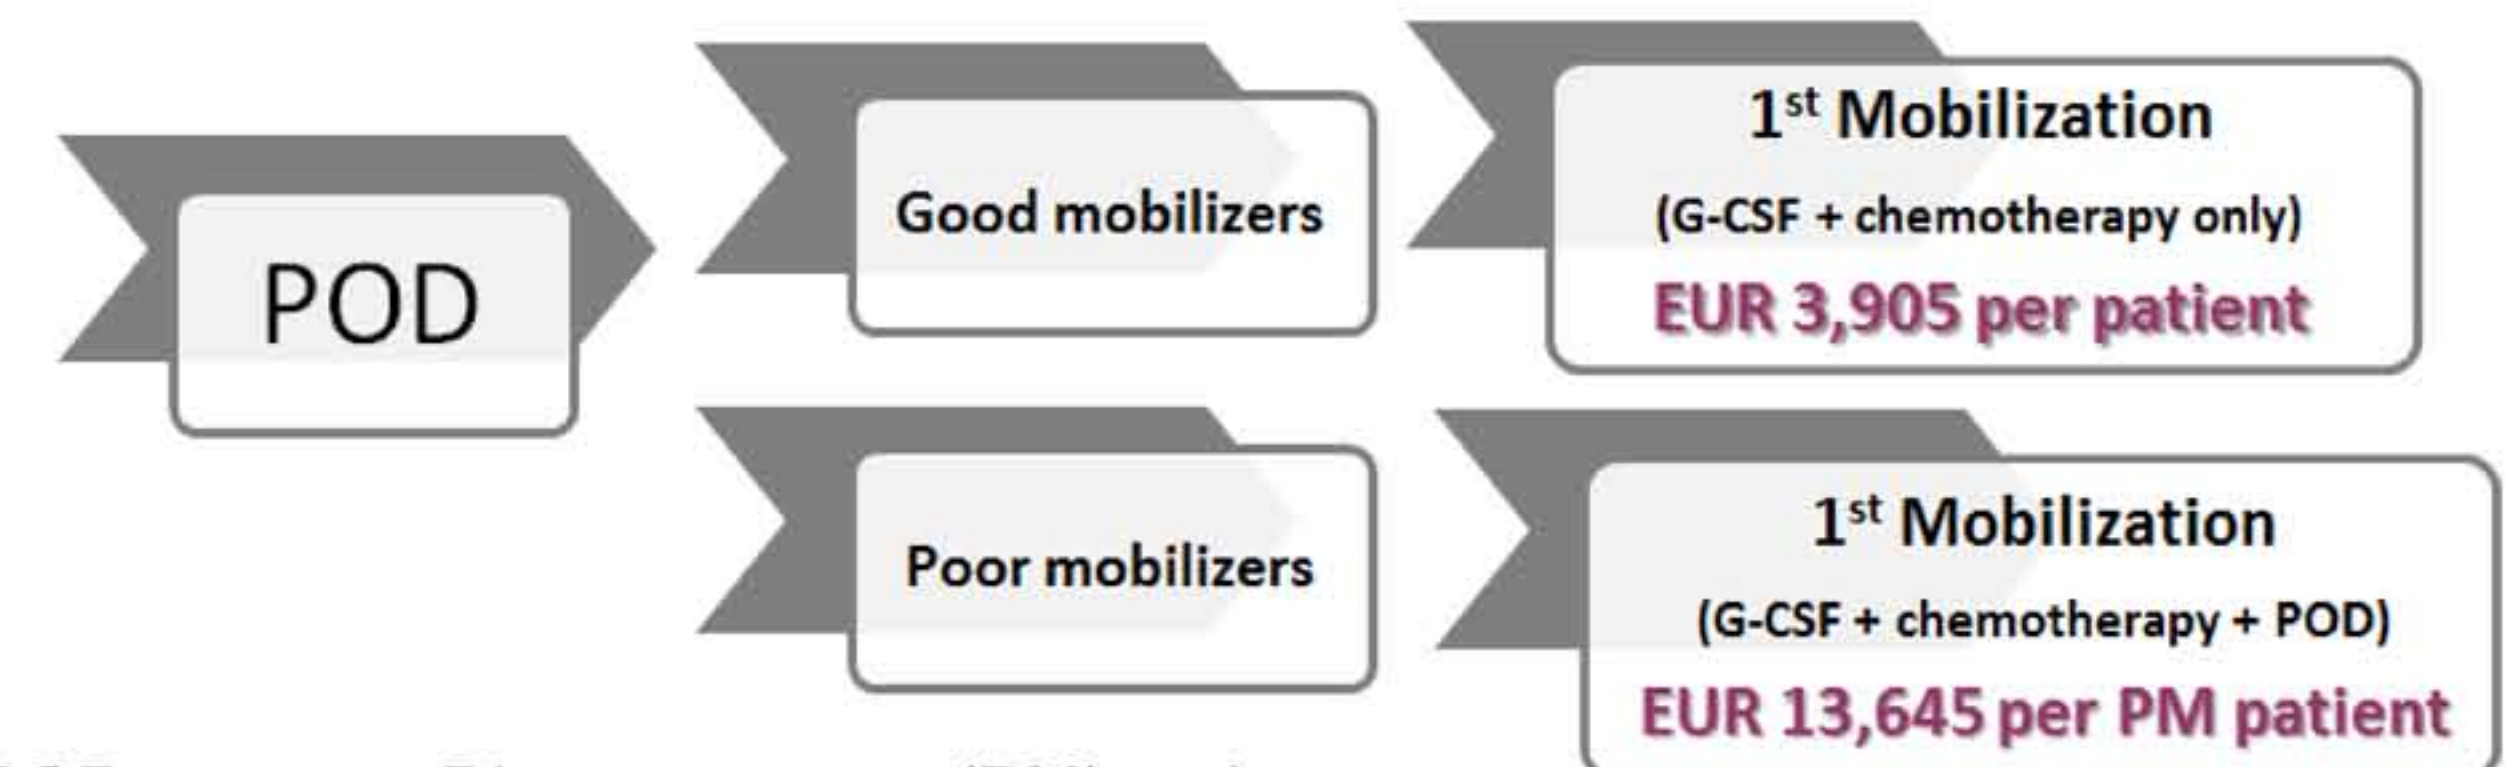 POD
Good mobilizers
1st Mobilization
(G-CSF + chemotherapy only)
EUR 3,905 per patient
Poor mobilizers
1st Mobilization
(G-CSF + chemotherapy + POD)
EUR 13,645 per PM patient